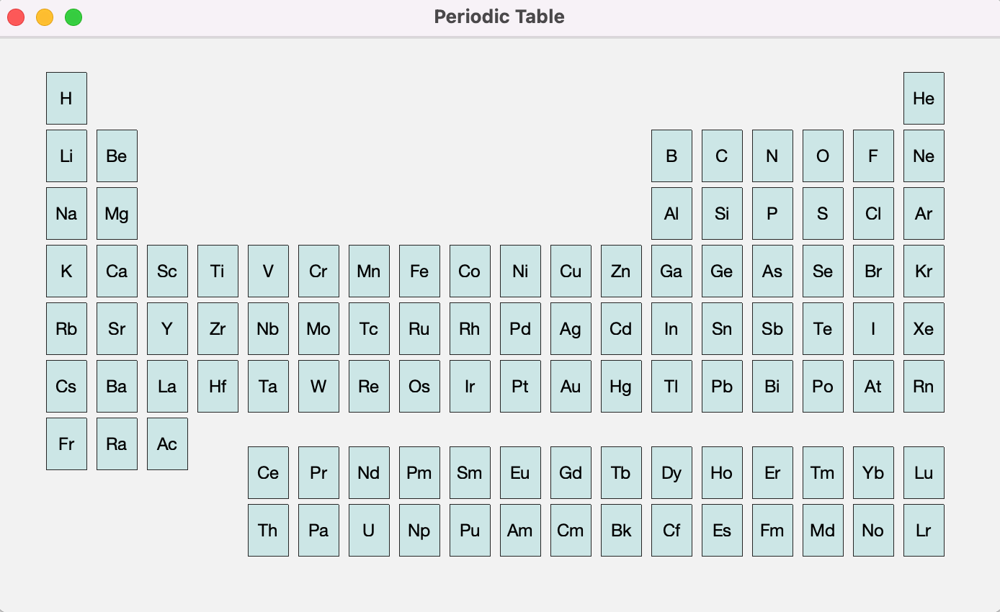 Periodic Table
H He
Li Be B C N O F Ne
Na Mg Al Si P S Cl Ar
K Ca Sc Ti V Cr Mn Fe Co Ni Cu Zn Ga Ge As Se Br Kr
Rb Sr Y Zr Nb Mo Tc Ru Rh Pd Ag Cd In Sn Sb Te I Xe
Cs Ba La Hf Ta W Re Os Ir Pt Au Hg Tl Pb Bi Po At Rn
Fr Ra Ac
Ce Pr Nd Pm Sm Eu Gd Tb Dy Ho Er Tm Yb Lu
Th Pa U Np Pu Am Cm Bk Cf Es Fm Md No Lr